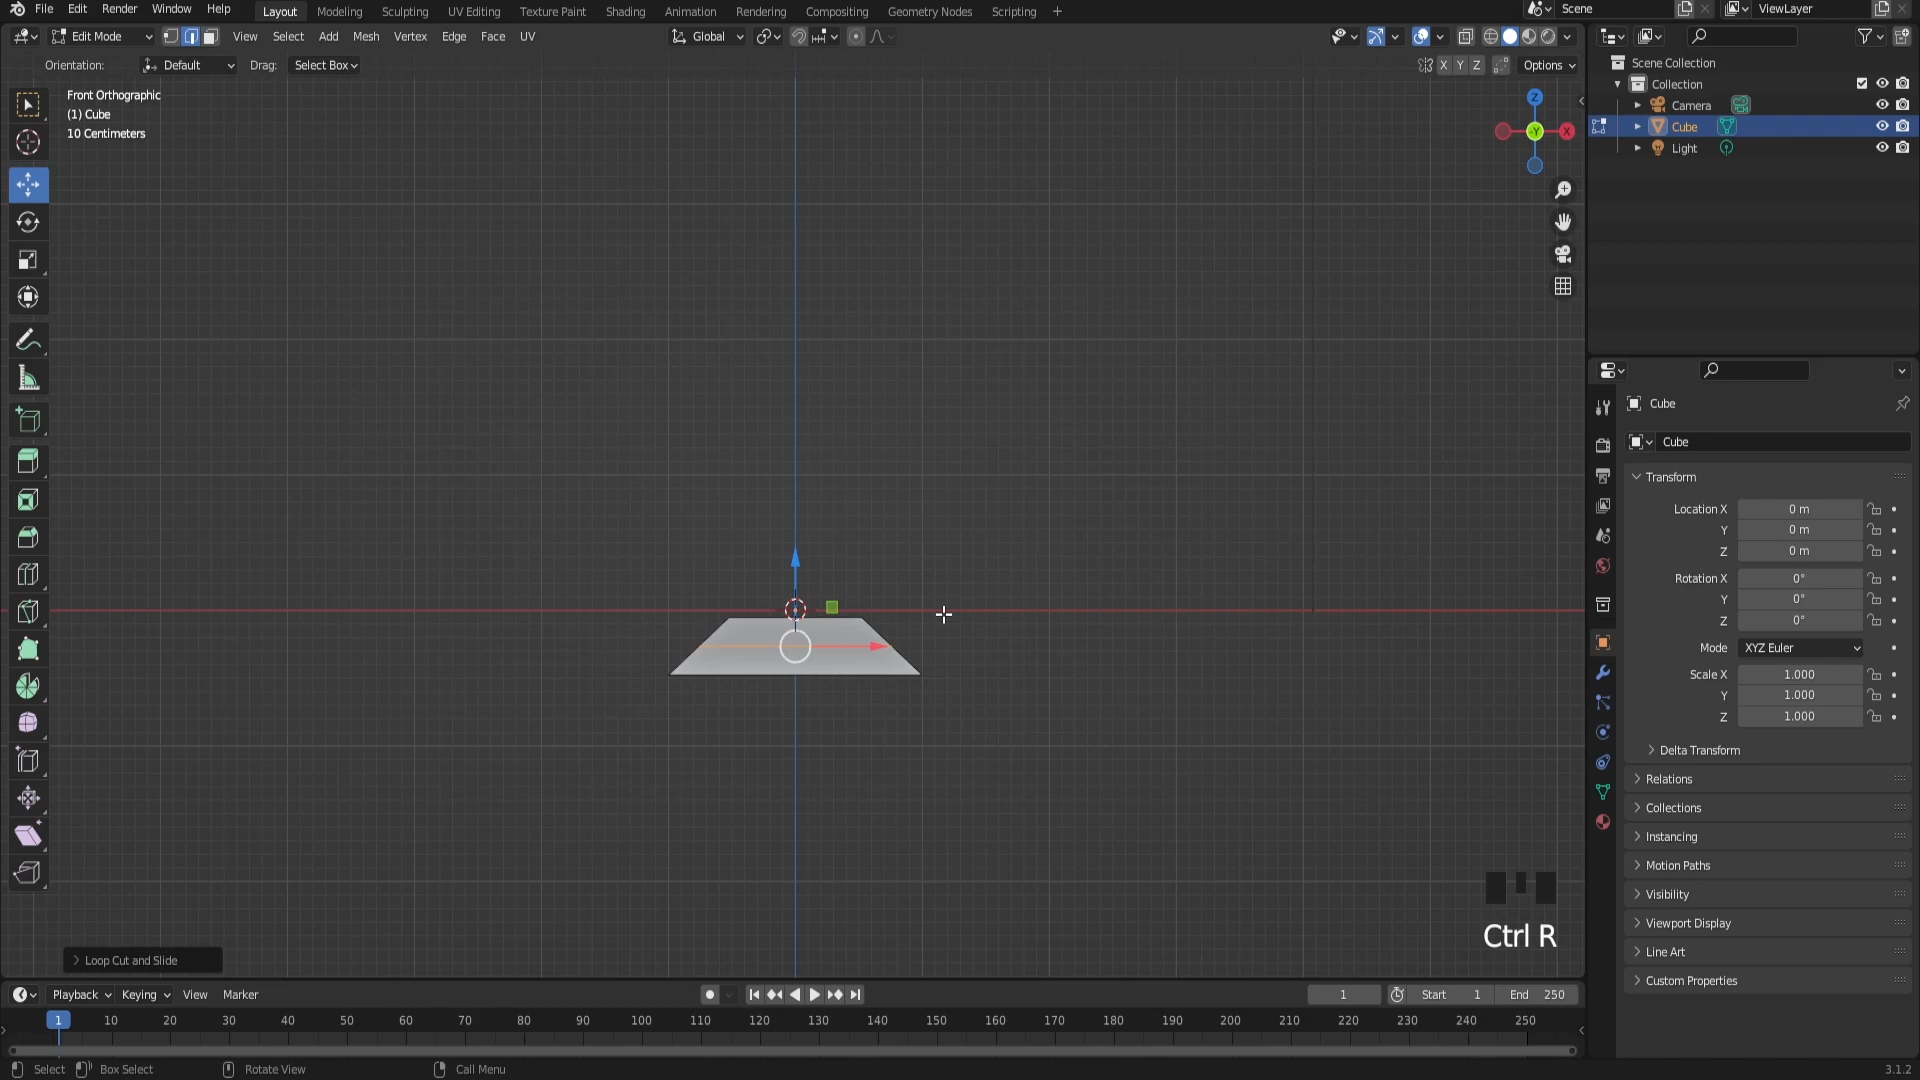 File Edit Render Window Help Layout Modeling Sculpting UV Editing Texture Paint Shading Animation Rendering Compositing Geometry Nodes Scripting + Scene ViewLayer
Edit Mode View Select Add Mesh Vertex Edge Face UV Global
Orientation: Default Drag: Select Box X Y Z Options
Front Orthographic
(1) Cube
10 Centimeters
Z
Y X
Scene Collection
Collection
Camera
Cube
Light
Cube
Cube
Transform
Location X 0 m
Y 0 m
Z 0 m
Rotation X 0°
Y 0°
Z 0°
Mode XYZ Euler
Scale X 1.000
Y 1.000
Z 1.000
Delta Transform
Relations
Collections
Instancing
Motion Paths
Visibility
Viewport Display
Line Art
Custom Properties
Ctrl R
Loop Cut and Slide
Playback Keying View Marker 1 Start 1 End 250
1 10 20 30 40 50 60 70 80 90 100 110 120 130 140 150 160 170 180 190 200 210 220 230 240 250
Select Box Select Rotate View Call Menu 3.1.2